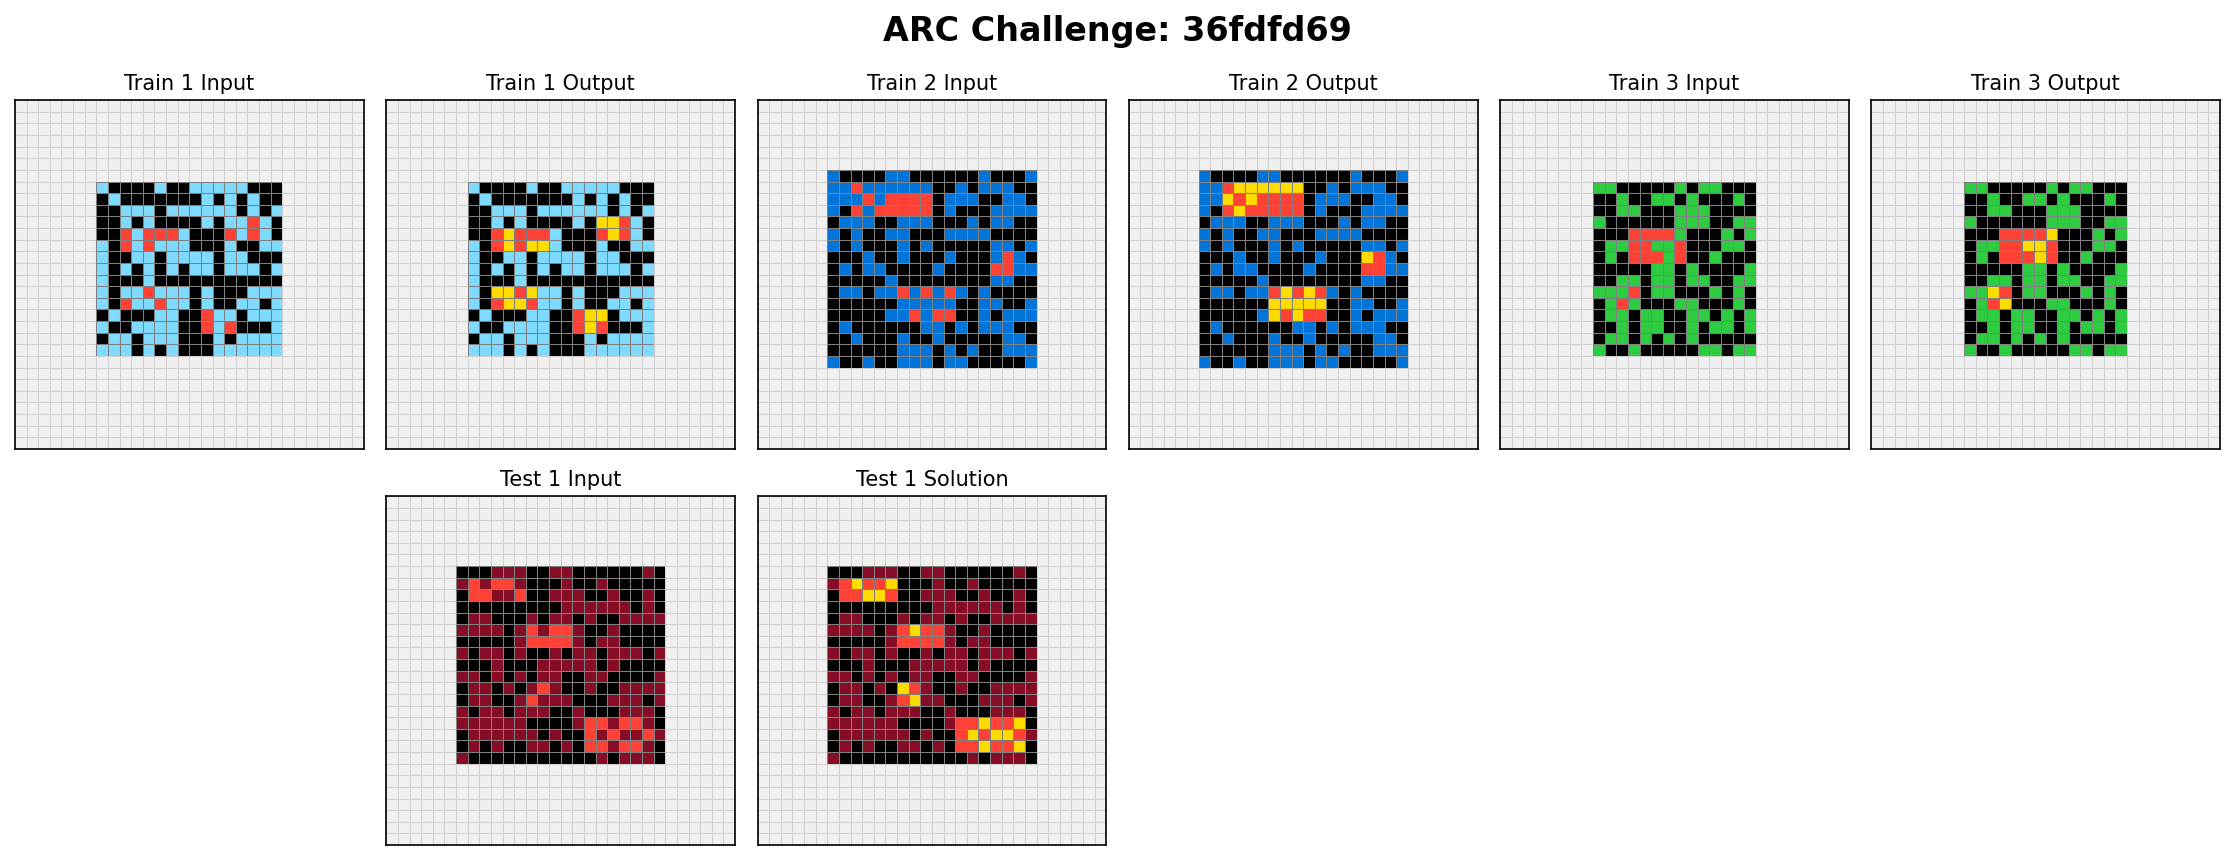 ARC Challenge: 36fdfd69
Train 1 Input
Train 1 Output
Train 2 Input
Train 2 Output
Train 3 Input
Train 3 Output
Test 1 Input
Test 1 Solution